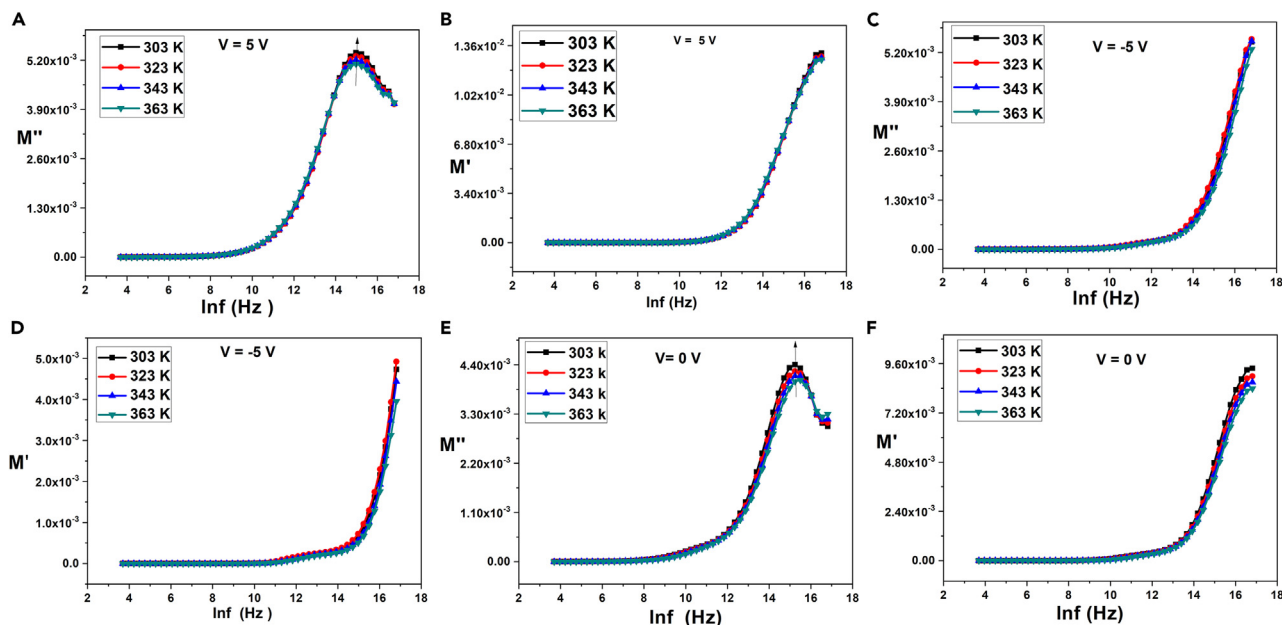 A
V = 5 V
303 K
323 K
343 K
363 K
5.20x10⁻³
3.90x10⁻³
2.60x10⁻³
1.30x10⁻³
0.00
M''
2 4 6 8 10 12 14 16 18
lnf (Hz)
B
V = 5 V
303 K
323 K
343 K
363 K
1.36x10⁻²
1.02x10⁻²
6.80x10⁻³
3.40x10⁻³
0.00
M'
2 4 6 8 10 12 14 16 18
lnf (Hz)
C
V = -5 V
303 K
323 K
343 K
363 K
5.20x10⁻³
3.90x10⁻³
2.60x10⁻³
1.30x10⁻³
0.00
M''
2 4 6 8 10 12 14 16 18
lnf (Hz)
D
V = -5 V
303 K
323 K
343 K
363 K
5.0x10⁻³
4.0x10⁻³
3.0x10⁻³
2.0x10⁻³
1.0x10⁻³
0.0
M'
2 4 6 8 10 12 14 16 18
lnf (Hz )
E
V= 0 V
303 k
323 k
343 k
363 k
4.40x10⁻³
3.30x10⁻³
2.20x10⁻³
1.10x10⁻³
0.00
M''
2 4 6 8 10 12 14 16 18
lnf (Hz)
F
V = 0 V
303 K
323 K
343 K
363 K
9.60x10⁻³
7.20x10⁻³
4.80x10⁻³
2.40x10⁻³
0.00
M'
2 4 6 8 10 12 14 16 18
lnf (Hz)